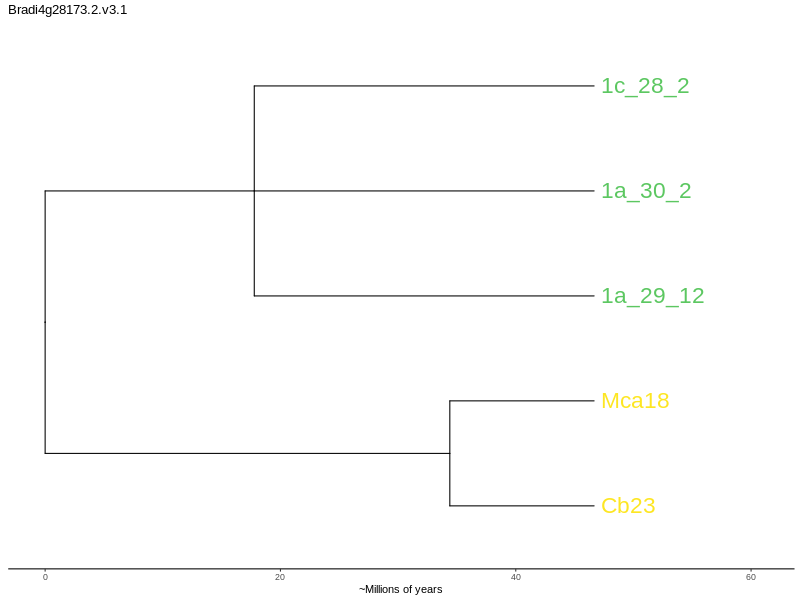 Bradi4g28173.2.v3.1
1c_28_2
1a_30_2
1a_29_12
Mca18
Cb23
0 20 40 60
~Millions of years